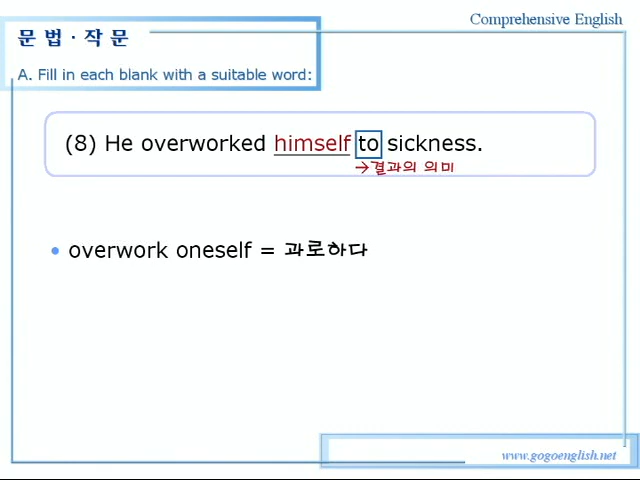 Comprehensive English
문법·작문
A. Fill in each blank with a suitable word:
(8) He overworked himself to sickness.
→결과의 의미
• overwork oneself = 과로하다
www.gogoenglish.net